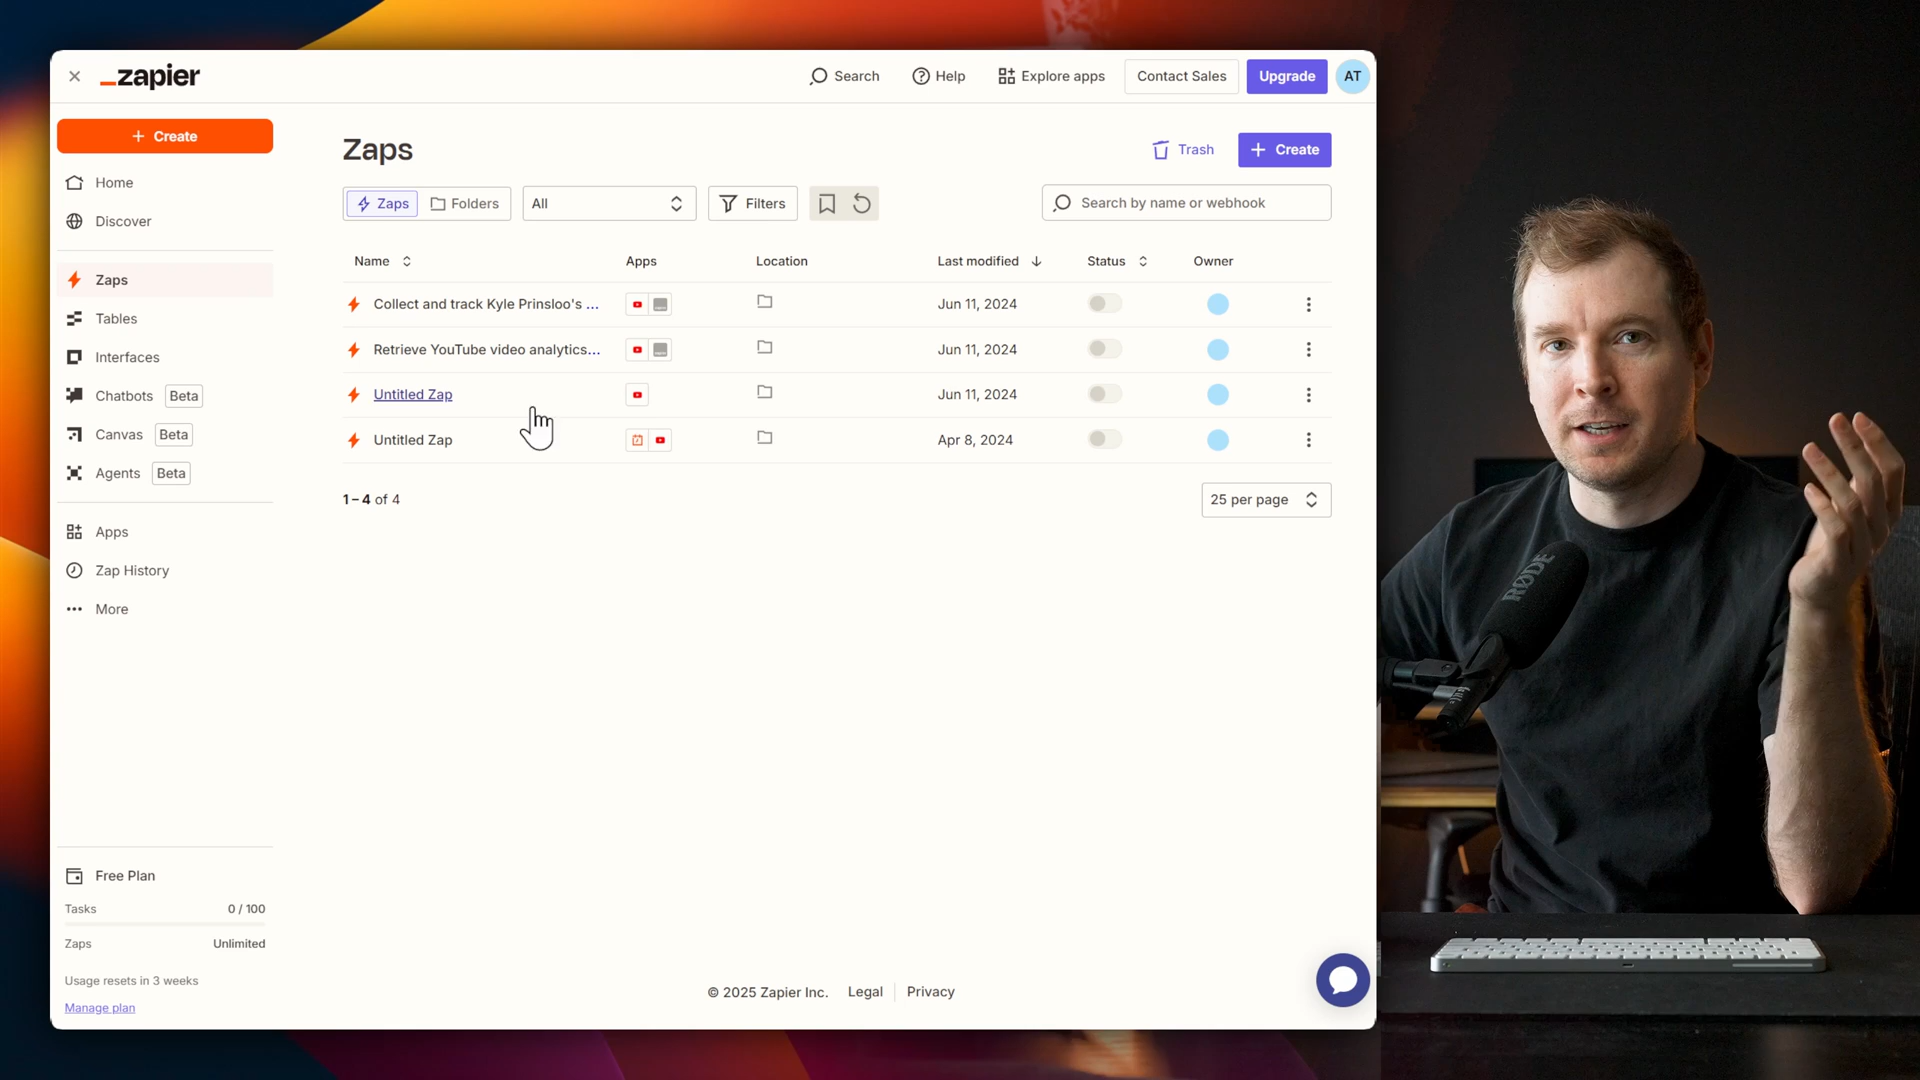 zapier
Search
Help
Explore apps
Contact Sales
Upgrade
AT
+ Create
Home
Discover
Zaps
Tables
Interfaces
Chatbots Beta
Canvas Beta
Agents Beta
Apps
Zap History
More
Free Plan
Tasks 0 / 100
Zaps Unlimited
Usage resets in 3 weeks
Manage plan
Zaps
Trash
+ Create
Zaps
Folders
All
Filters
Search by name or webhook
Name Apps Location Last modified Status Owner
Collect and track Kyle Prinsloo's ... Jun 11, 2024
Retrieve YouTube video analytics... Jun 11, 2024
Untitled Zap Jun 11, 2024
Untitled Zap Apr 8, 2024
1–4 of 4
25 per page
© 2025 Zapier Inc. Legal Privacy
RØDE